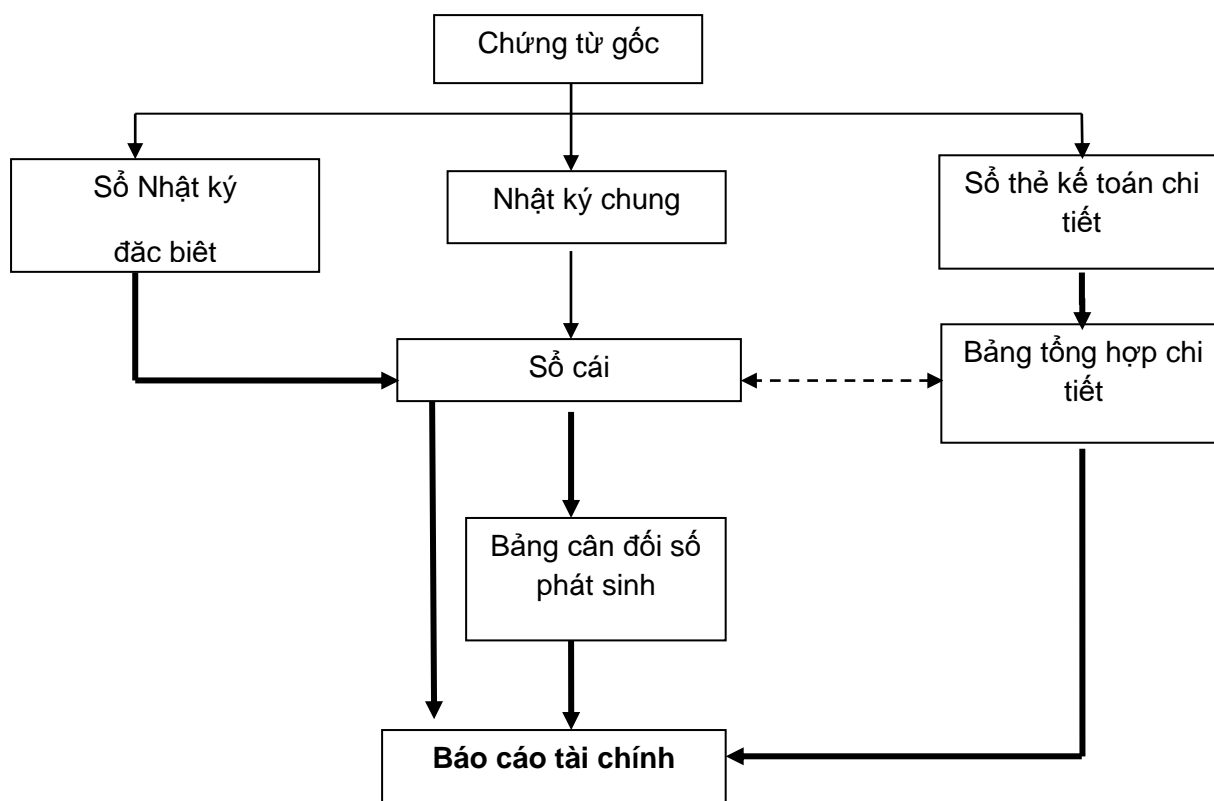 Chứng từ gốc
Sổ Nhật ký
đăc biêt
Nhật ký chung
Sổ thẻ kế toán chi
tiết
Sổ cái
Bảng tổng hợp chi
tiết
Bảng cân đối số
phát sinh
Báo cáo tài chính